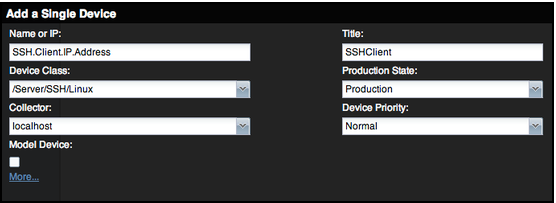 Add a Single Device
Name or IP: Title:
SSH.Client.IP.Address SSHClient
Device Class: Production State:
/Server/SSH/Linux Production
Collector: Device Priority:
localhost Normal
Model Device:
More...